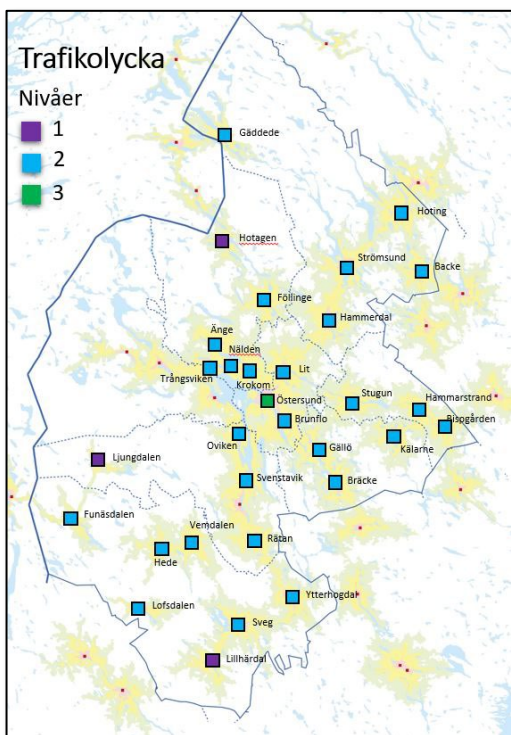 Trafikolycka
Nivåer
1
2
3
Gäddede
Hoting
Hotagen
Strömsund
Backe
Föllinge
Hammerdal
Änge
Nälden
Trångsviken
Krokom
Lit
Östersund
Stugun
Hammarstrand
Brunflo
Bispgården
Oviken
Gällö
Kälarne
Ljungdalen
Svenstavik
Bräcke
Funäsdalen
Vemdalen
Rätan
Hede
Ytterhogdal
Lofsdalen
Sveg
Lillhärdal